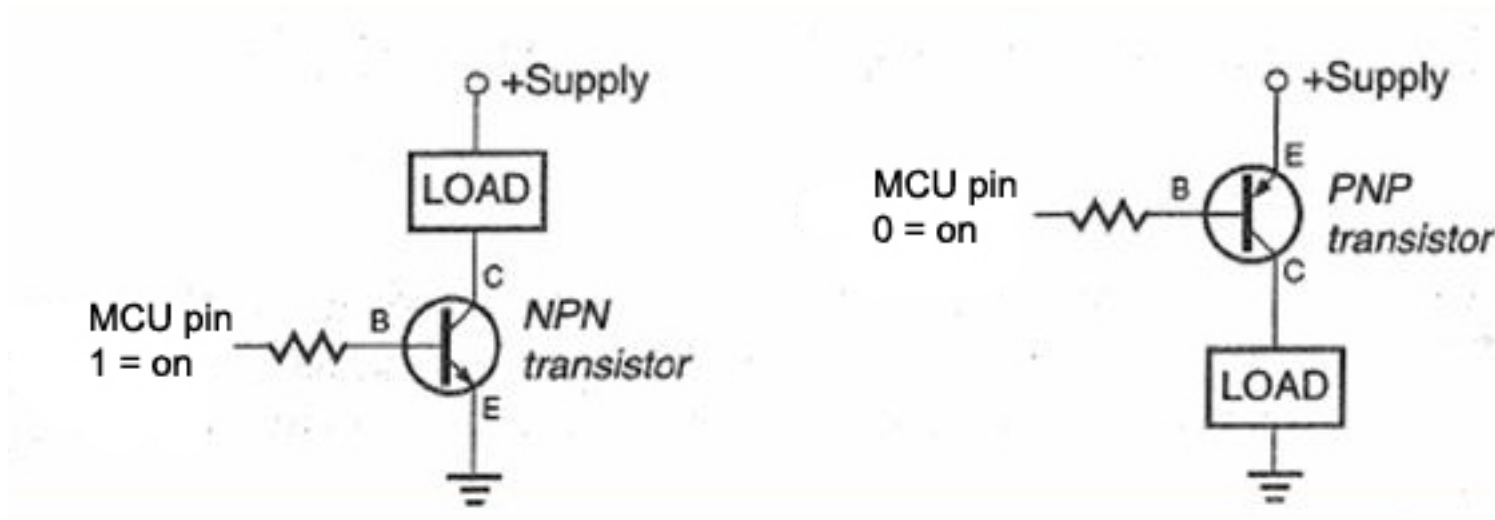 +Supply
LOAD
C
MCU pin
1 = on
B
NPN
transistor
E
+Supply
E
MCU pin
0 = on
B
PNP
transistor
C
LOAD